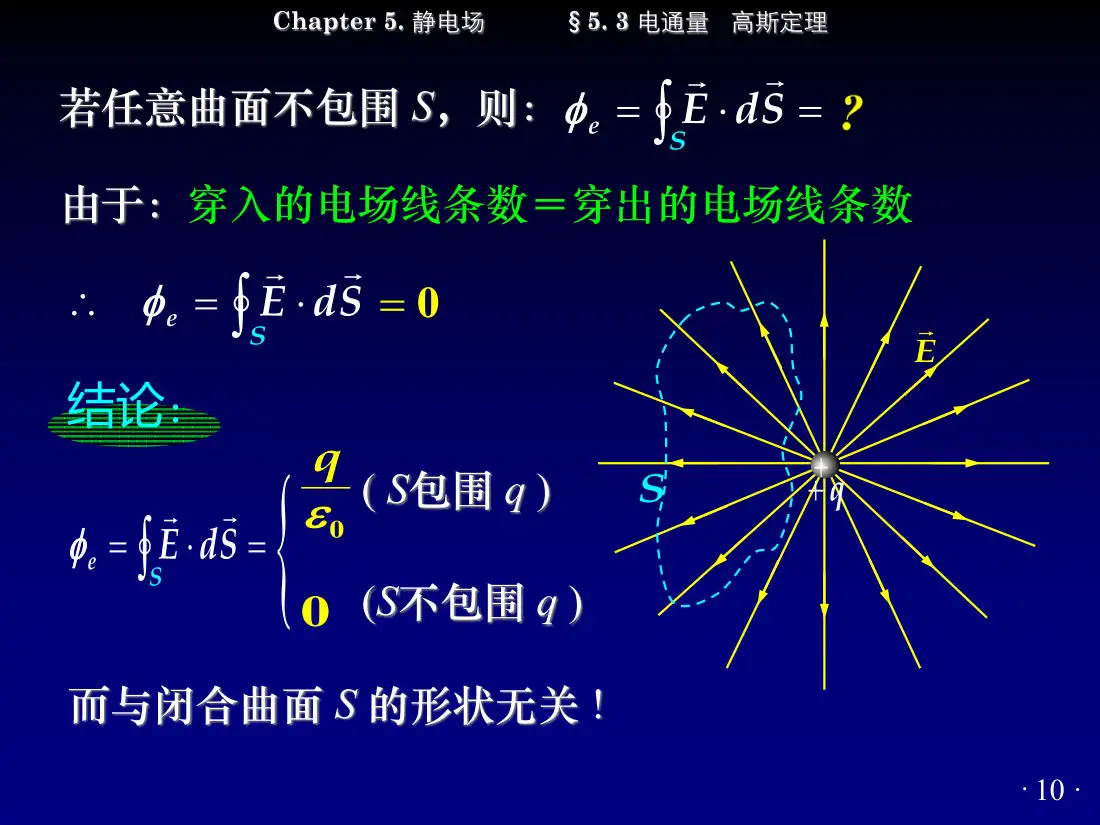 Chapter 5. 静电场 § 5. 3 电通量 高斯定理
若任意曲面不包围 S，则： ϕₑ = ∮_S E⃗ · dS⃗ = ?
由于：穿入的电场线条数＝穿出的电场线条数
∴ ϕₑ = ∮_S E⃗ · dS⃗ = 0
E⃗
结论：
S
+q
ϕₑ = ∮_S E⃗ · dS⃗ = { q/ε₀ ( S包围 q )
0 (S不包围 q )
而与闭合曲面 S 的形状无关！
· 10 ·